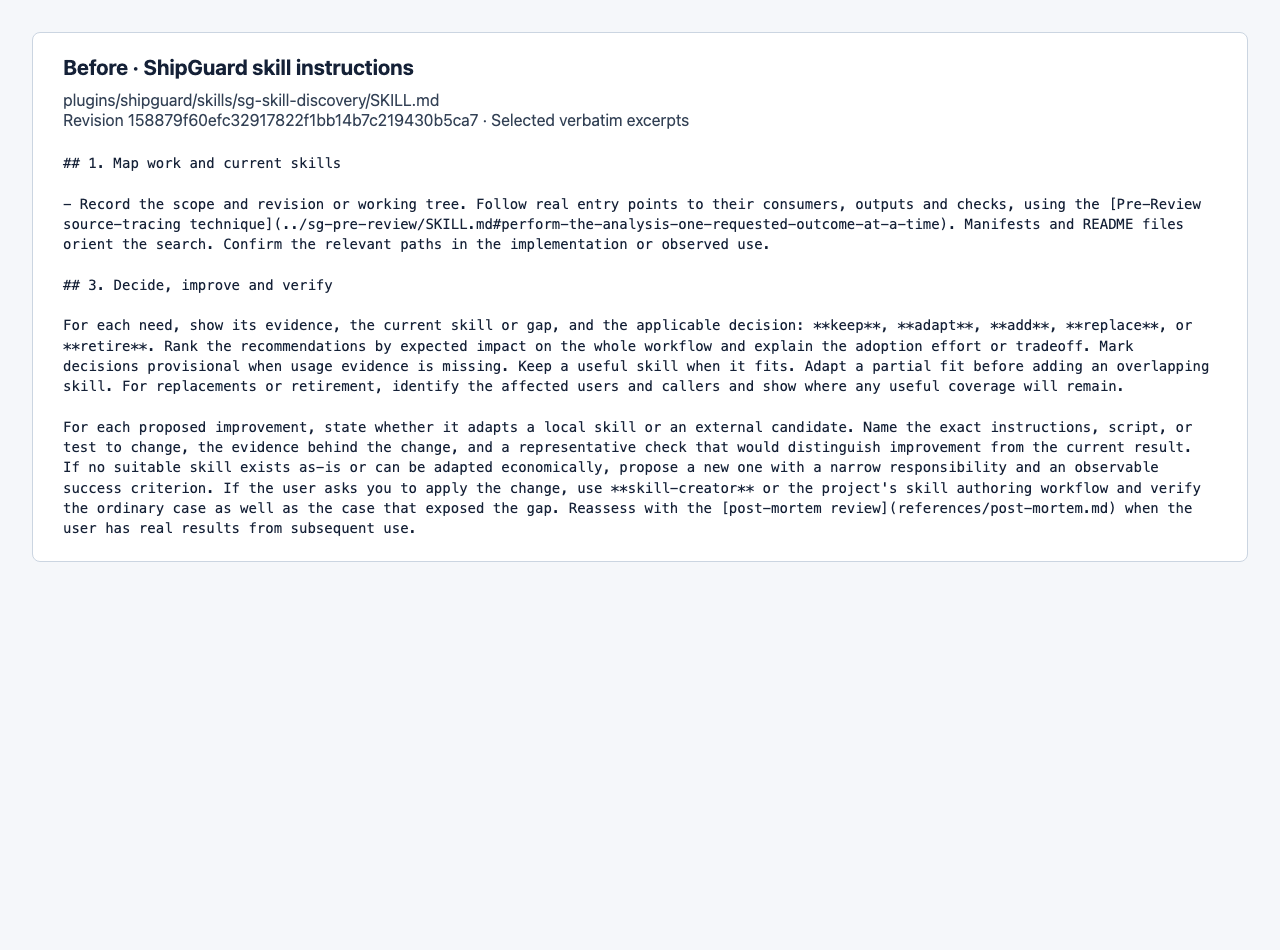 Before · ShipGuard skill instructions
plugins/shipguard/skills/sg-skill-discovery/SKILL.md
Revision 158879f60efc32917822f1bb14b7c219430b5ca7 · Selected verbatim excerpts
## 1. Map work and current skills
- Record the scope and revision or working tree. Follow real entry points to their consumers, outputs and checks, using the [Pre-Review
source-tracing technique](../sg-pre-review/SKILL.md#perform-the-analysis-one-requested-outcome-at-a-time). Manifests and README files
orient the search. Confirm the relevant paths in the implementation or observed use.
## 3. Decide, improve and verify
For each need, show its evidence, the current skill or gap, and the applicable decision: **keep**, **adapt**, **add**, **replace**, or
**retire**. Rank the recommendations by expected impact on the whole workflow and explain the adoption effort or tradeoff. Mark
decisions provisional when usage evidence is missing. Keep a useful skill when it fits. Adapt a partial fit before adding an overlapping
skill. For replacements or retirement, identify the affected users and callers and show where any useful coverage will remain.
For each proposed improvement, state whether it adapts a local skill or an external candidate. Name the exact instructions, script, or
test to change, the evidence behind the change, and a representative check that would distinguish improvement from the current result.
If no suitable skill exists as-is or can be adapted economically, propose a new one with a narrow responsibility and an observable
success criterion. If the user asks you to apply the change, use **skill-creator** or the project's skill authoring workflow and verify
the ordinary case as well as the case that exposed the gap. Reassess with the [post-mortem review](references/post-mortem.md) when the
user has real results from subsequent use.